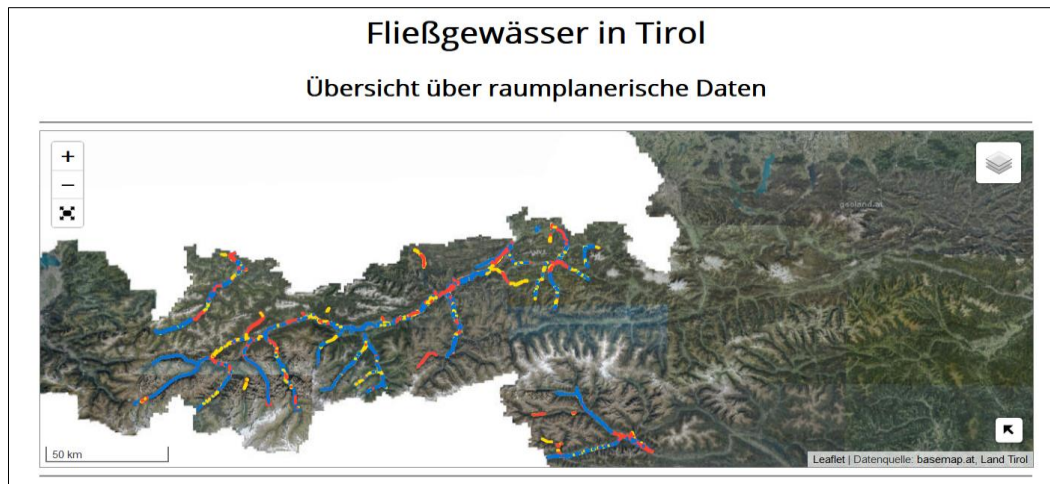 Fließgewässer in Tirol
Übersicht über raumplanerische Daten
+
−
geoland.at
50 km
Leaflet | Datenquelle: basemap.at, Land Tirol